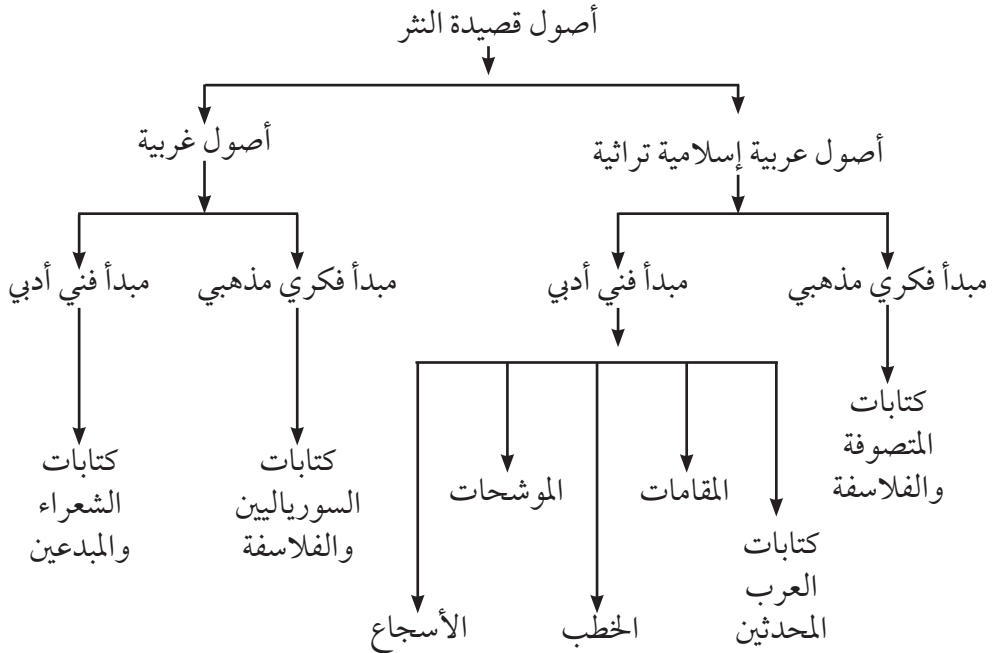 أصول قصيدة النثر
أصول عربية إسلامية تراثية
أصول غربية
مبدأ فكري مذهبي
مبدأ فني أدبي
مبدأ فكري مذهبي
مبدأ فني أدبي
كتابات
المتصوفة
والفلاسفة
كتابات
العرب
المحدثين
المقامات
الخطب
الموشحات
الأسجاع
كتابات
السورياليين
والفلاسفة
كتابات
الشعراء
والمبدعين